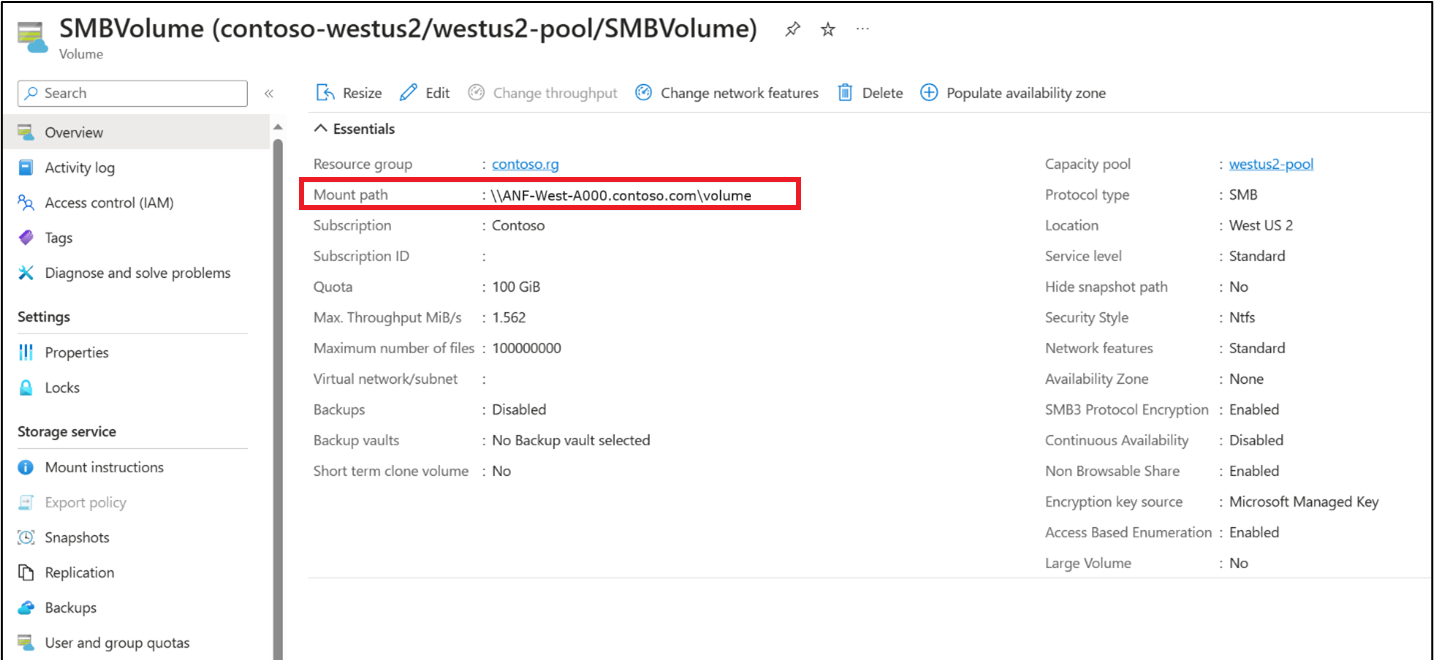 SMBVolume (contoso-westus2/westus2-pool/SMBVolume)
Volume
Search
Overview
Activity log
Access control (IAM)
Tags
Diagnose and solve problems
Settings
Properties
Locks
Storage service
Mount instructions
Export policy
Snapshots
Replication
Backups
User and group quotas
Resize Edit Change throughput Change network features Delete Populate availability zone
Essentials
Resource group : contoso.rg
Mount path : \\ANF-West-A000.contoso.com\volume
Subscription : Contoso
Subscription ID :
Quota : 100 GiB
Max. Throughput MiB/s : 1.562
Maximum number of files : 100000000
Virtual network/subnet :
Backups : Disabled
Backup vaults : No Backup vault selected
Short term clone volume : No
Capacity pool : westus2-pool
Protocol type : SMB
Location : West US 2
Service level : Standard
Hide snapshot path : No
Security Style : Ntfs
Network features : Standard
Availability Zone : None
SMB3 Protocol Encryption : Enabled
Continuous Availability : Disabled
Non Browsable Share : Enabled
Encryption key source : Microsoft Managed Key
Access Based Enumeration : Enabled
Large Volume : No